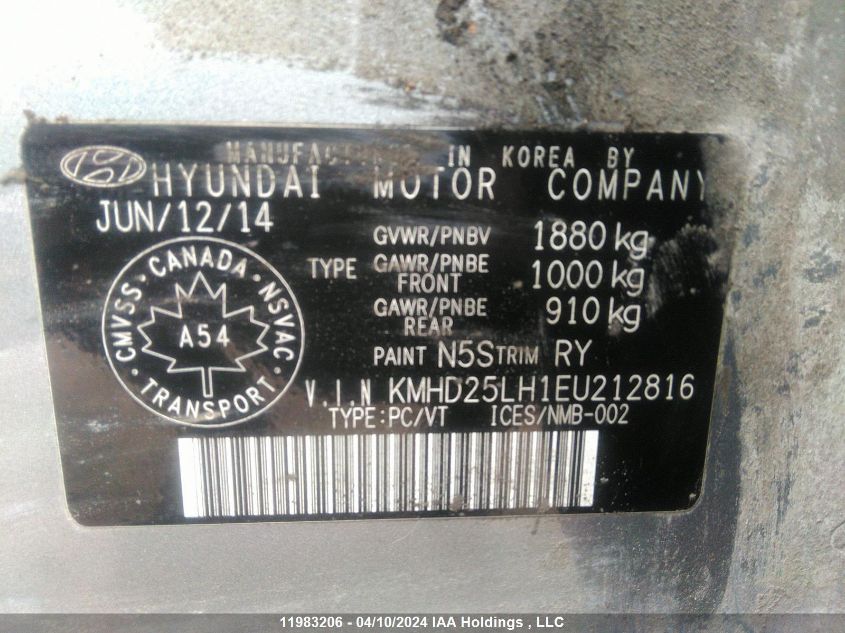 MANUFACTURED IN KOREA BY
HYUNDAI MOTOR COMPANY
JUN/12/14
GVWR/PNBV 1880 kg
TYPE GAWR/PNBE FRONT 1000 kg
GAWR/PNBE REAR 910 kg
PAINT N5S TRIM RY
V.I.N KMHD25LH1EU212816
TYPE:PC/VT ICES/NMB-002
CMVSS · CANADA · NSVAC
A54
TRANSPORT
11983206 - 04/10/2024 IAA Holdings , LLC